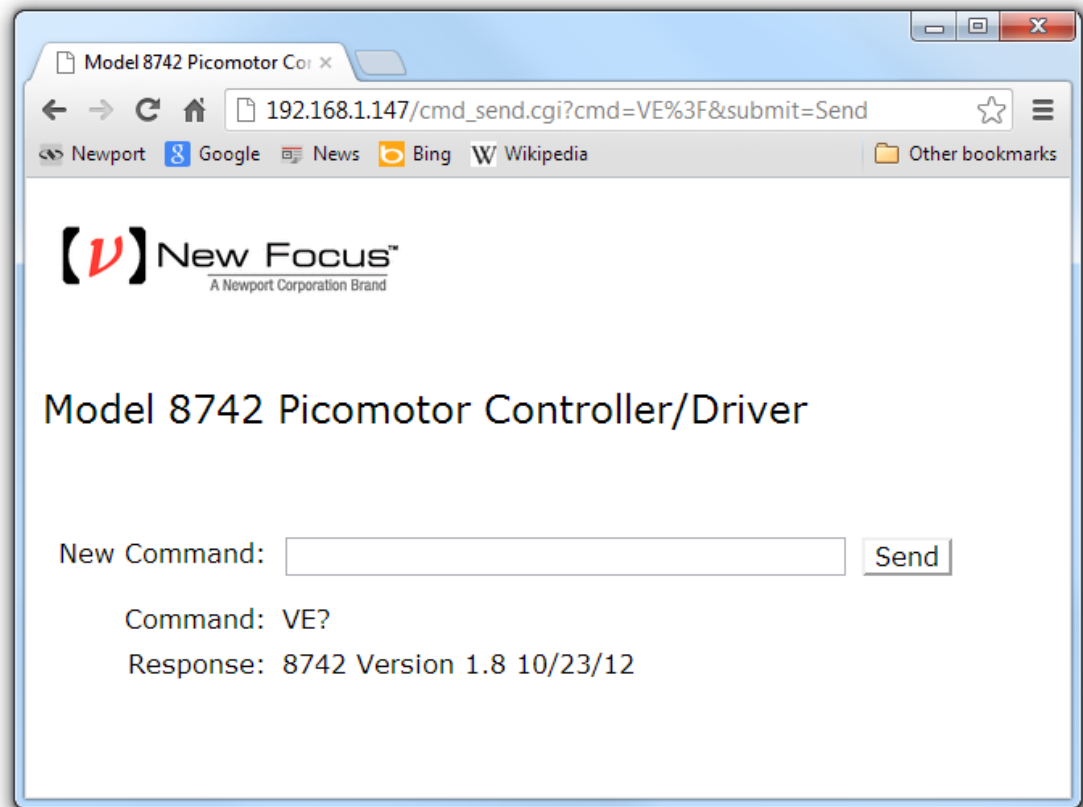 Model 8742 Picomotor Cor
192.168.1.147/cmd_send.cgi?cmd=VE%3F&submit=Send
Newport Google News Bing W Wikipedia Other bookmarks
(ν) New Focus™
A Newport Corporation Brand
Model 8742 Picomotor Controller/Driver
New Command: Send
Command: VE?
Response: 8742 Version 1.8 10/23/12